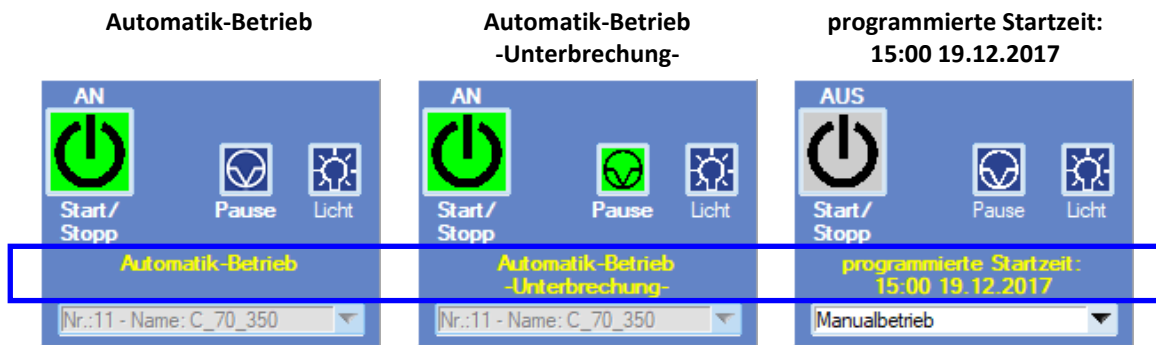 Automatik-Betrieb
Automatik-Betrieb
-Unterbrechung-
programmierte Startzeit:
15:00 19.12.2017
AN
Start/
Stopp
Pause
Licht
Automatik-Betrieb
Nr.:11 - Name: C_70_350
AN
Start/
Stopp
Pause
Licht
Automatik-Betrieb
-Unterbrechung-
Nr.:11 - Name: C_70_350
AUS
Start/
Stopp
Pause
Licht
programmierte Startzeit:
15:00 19.12.2017
Manualbetrieb